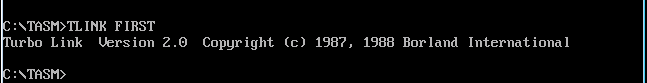 C:\TASM>TLINK FIRST
Turbo Link  Version 2.0  Copyright (c) 1987, 1988 Borland International
C:\TASM>